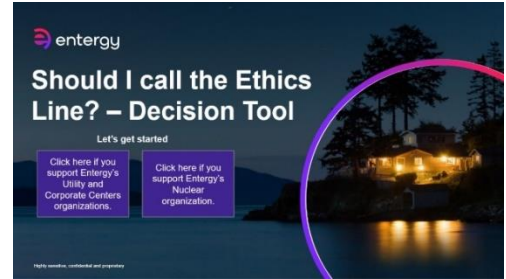 entergy
Should I call the Ethics
Line? – Decision Tool
Let's get started
Click here if you
support Entergy's
Utility and
Corporate Centers
organizations.
Click here if you
support Entergy's
Nuclear
organization.
Highly sensitive, confidential and proprietary